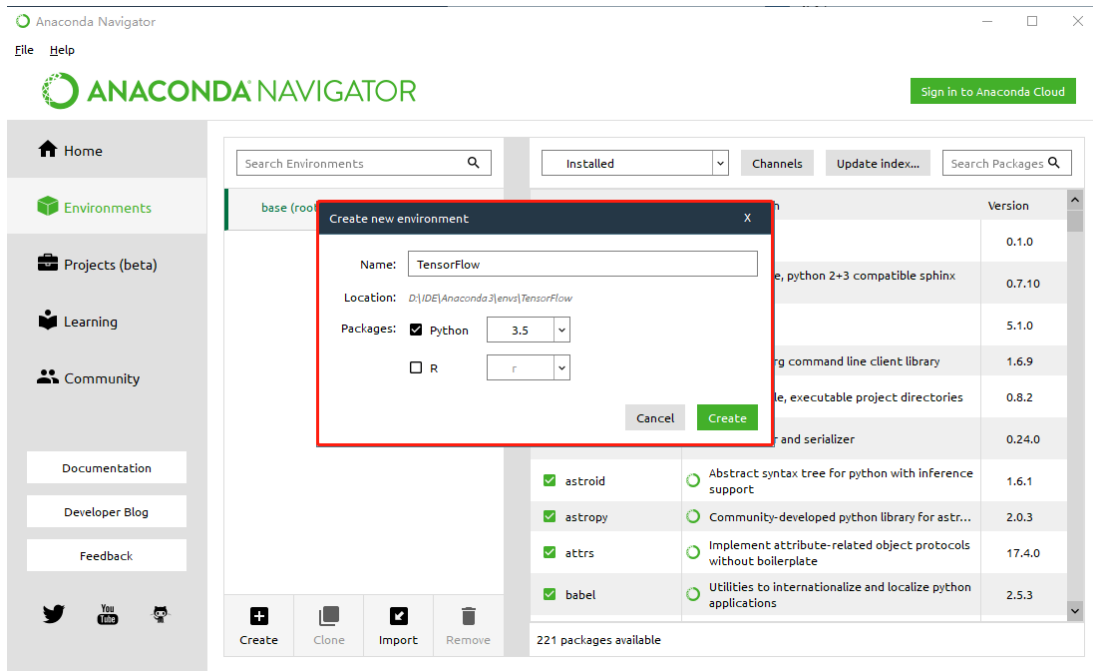 Anaconda Navigator
File Help
ANACONDA NAVIGATOR
Sign in to Anaconda Cloud
Home
Environments
Projects (beta)
Learning
Community
Documentation
Developer Blog
Feedback
You
Tube
Search Environments
base (root
Create
Clone
Import
Remove
Create new environment
X
Name: TensorFlow
Location: D:\IDE\Anaconda3\envs\TensorFlow
Packages: Python 3.5
R r
Cancel Create
Installed
Channels
Update index...
Search Packages
Version
0.1.0
python 2+3 compatible sphinx 0.7.10
5.1.0
command line client library 1.6.9
executable project directories 0.8.2
and serializer 0.24.0
astroid Abstract syntax tree for python with inference
support 1.6.1
astropy Community-developed python library for astr... 2.0.3
attrs Implement attribute-related object protocols
without boilerplate 17.4.0
babel Utilities to internationalize and localize python
applications 2.5.3
221 packages available